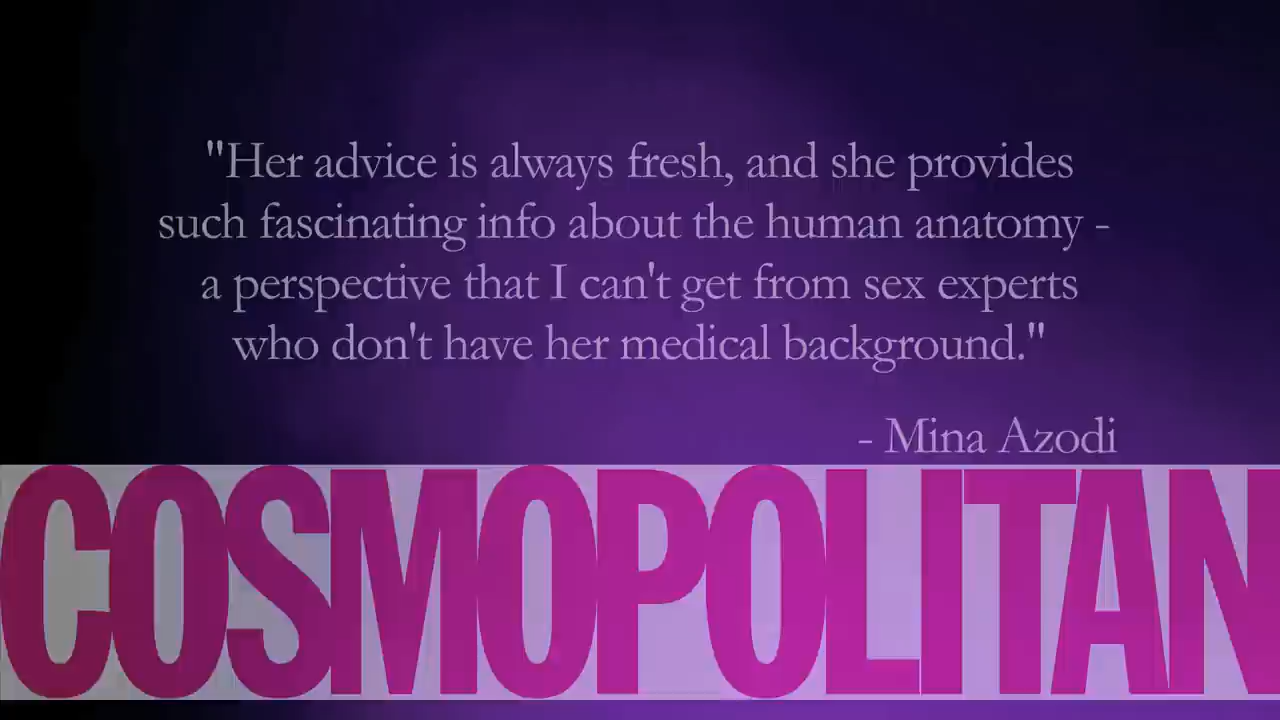 "Her advice is always fresh, and she provides
such fascinating info about the human anatomy -
a perspective that I can't get from sex experts
who don't have her medical background."
- Mina Azodi
COSMOPOLITAN